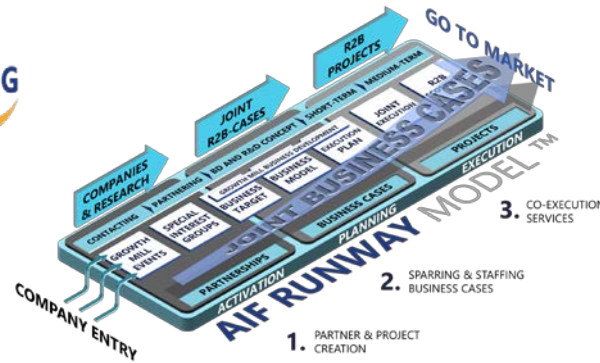 G
GO TO MARKET
R2B
PROJECTS
JOINT
R2B-CASES
COMPANIES
& RESEARCH
CONTACTING
PARTNERING
BD AND R&D CONCEPT
SHORT-TERM
MEDIUM-TERM
GROWTH MILL BUSINESS DEVELOPMENT
GROWTH
MILL
EVENTS
SPECIAL
INTEREST
GROUPS
BUSINESS
TARGET
BUSINESS
MODEL
EXECUTION
PLAN
JOINT
EXECUTION
R2B
JOINT BUSINESS CASES
PARTNERSHIPS
BUSINESS CASES
PROJECTS
ACTIVATION
PLANNING
EXECUTION
COMPANY ENTRY
AIF RUNWAY MODEL™
1. PARTNER & PROJECT
CREATION
2. SPARRING & STAFFING
BUSINESS CASES
3. CO-EXECUTION
SERVICES